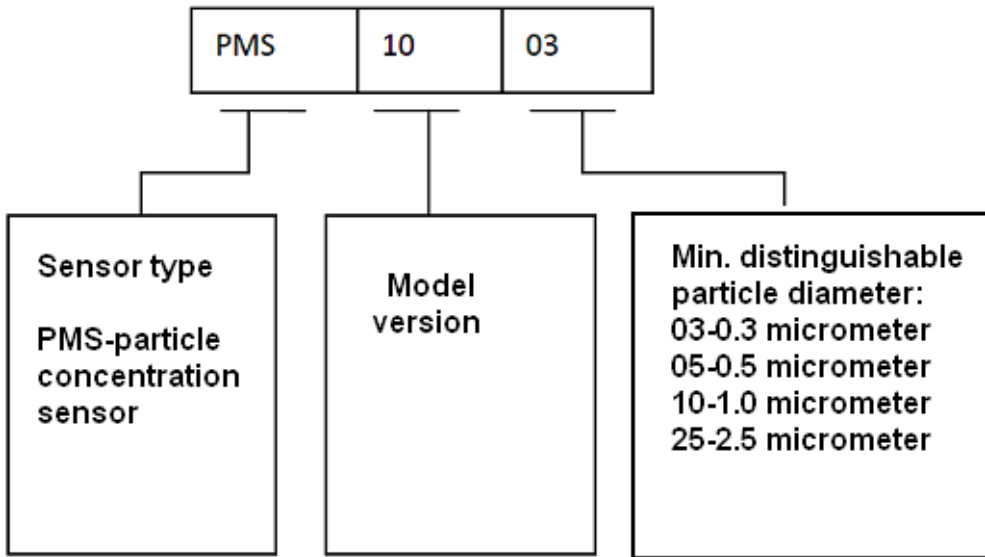 PMS 10 03
Sensor type
PMS-particle
concentration
sensor
Model
version
Min. distinguishable
particle diameter:
03-0.3 micrometer
05-0.5 micrometer
10-1.0 micrometer
25-2.5 micrometer